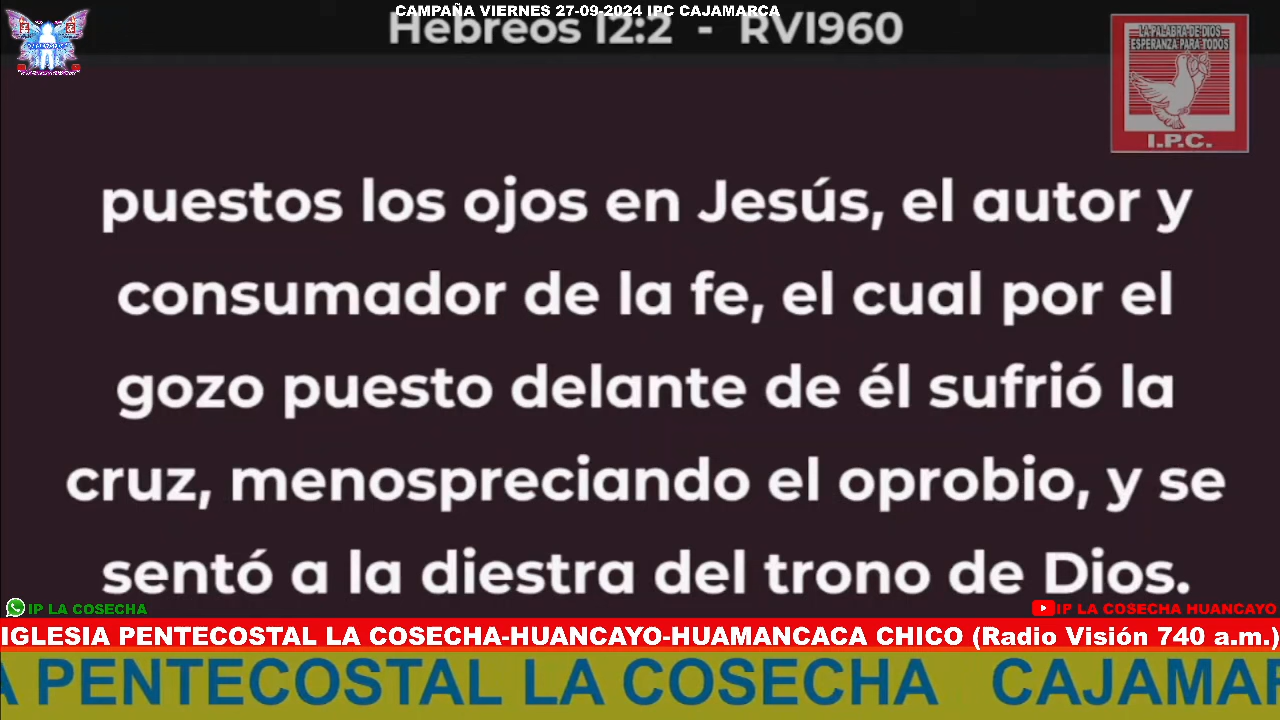 CAMPAÑA VIERNES 27-09-2024 IPC CAJAMARCA
Hebreos 12:2 - RV1960
LA PALABRA DE DIOS
ESPERANZA PARA TODOS
I.P.C.
puestos los ojos en Jesús, el autor y
consumador de la fe, el cual por el
gozo puesto delante de él sufrió la
cruz, menospreciando el oprobio, y se
sentó a la diestra del trono de Dios.
IP LA COSECHA
IP LA COSECHA HUANCAYO
IGLESIA PENTECOSTAL LA COSECHA-HUANCAYO-HUAMANCACA CHICO (Radio Visión 740 a.m.)
A PENTECOSTAL LA COSECHA CAJAMAR